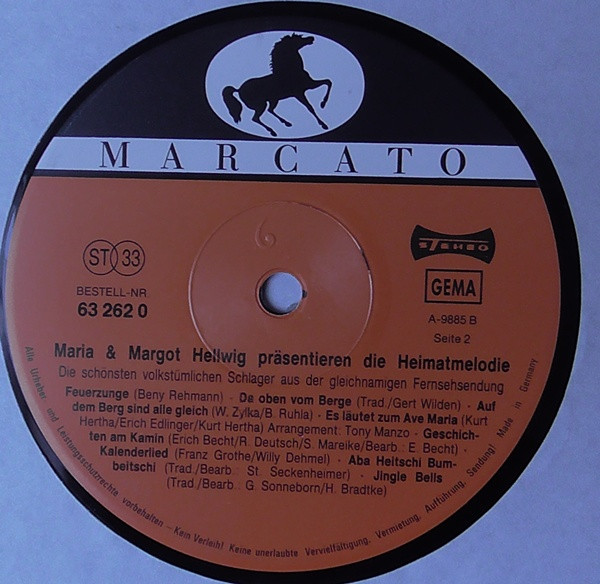 MARCATO
6
STEREO
ST 33
GEMA
BESTELL-NR.
63 262 0
A-9885 B
Seite 2
Maria & Margot Hellwig präsentieren die Heimatmelodie
Die schönsten volkstümlichen Schlager aus der gleichnamigen Fernsehsendung
Feuerzunge (Beny Rehmann) · Da oben vom Berge (Trad./Gert Wilden) · Auf
dem Berg sind alle gleich (W. Zylka/B. Ruhla) · Es läutet zum Ave Maria (Kurt
Hertha/Erich Edlinger/Kurt Hertha) Arrangement: Tony Manzo · Geschich-
ten am Kamin (Erich Becht/R. Deutsch/S. Mareike/Bearb.: E. Becht) ·
Kalenderlied (Franz Grothe/Willy Dehmel) · Aba Heitschi Bum-
beitschi (Trad./Bearb.: St. Seckenheimer) · Jingle Bells
(Trad./Bearb.: G. Sonneborn/H. Bradtke)
Alle Urheber und Leistungsschutzrechte vorbehalten – Kein Verleih! Keine unerlaubte Vervielfältigung, Vermietung, Aufführung, Sendung! Made in Germany